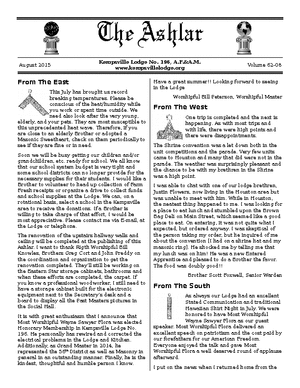 The Ashlar
Kempsville Lodge No. 196, A.F.&A.M.
www.kempsvillelodge.org
August 2015
Volume 62-08
From The East
This July has brought us record
breaking temperatures. Please be
conscious of the heat/humidity while
you work or spend time outside. We
need also look after the very young,
elderly, and your pets. They are most susceptible to
this unprecedented heat wave. Therefore, if you
are close to an elderly Brother or adopted a
Masonic Sweetheart, check on them periodically to
see if they are fine or in need.
Soon we will be busy getting our children and/or
grandchildren, etc. ready for school. We all know
that our school system budget is very tight and
some school districts can no longer provide for the
necessary supplies for their students. I would like a
Brother to volunteer to hand up collection of Farm
Fresh receipts or organize a drive to collect funds
and school supplies at the Lodge. We can, on a
rotational basis, select a school in the Kempsville
area to receive the donations. If a Brother is
willing to take charge of that effort, I would be
most appreciative. Please contact me via E-mail,
the Lodge or telephone.
The renovation of the upstairs hallway walls and
ceiling will be completed at the publishing of this
ashlar. I want to thank Right Worshipful Bill
Knowles, Brothers Greg Cort and John Freddy on
the coordination and organization to get the
renovation completed. They'll still be working on
the Eastern Star storage cabinets, bathrooms and
when these efforts are completed, the carpet. If
you know a professional woodworker, I still need to
have a storage cabinet built for the electronic
equipment next to the Secretary's desk and a
board to display all the Past Masters pictures in
the Social Hall.
It is with great enthusiasm that I announce that
Most Worshipful Wayne Sawyer Flora was elected
Honorary Membership in Kempsville Lodge No.
196. He personally has rewired and corrected the
electrical problems in the Lodge and kitchen.
Additionally, as Grand Master in 2014, he
represented the 54th District as well as Masonry in
general in an outstanding manner. Finally, he is the
kindest, thoughtful and humble person I know.
Have a great summer!! Looking forward to seeing
in the Lodge
Worshipful Bill Peterson, Worshipful Master
From The West
One trip is completed and the next is
happening. As with most trips and
with life, there were high points and
there were disappointments.
The Shrine convention was a let down both in the
unit competitions and the parade. Very few units
came to Houston and many that did were not in the
parade. The weather was surprisingly pleasant and
the chance to be with my brethren in the Shrine
was a high point.
I was able to chat with one of our lodge brethren,
Justin Flowers, now living in the Houston area but
was unable to meet with him. While in Houston,
the neatest thing happened to me. I was looking for
a place to eat lunch and stumbled upon the Brown
Bag Deli on Main Street, which seemed like a good
place to eat. On entering, it was not quite what I
expected, but ordered anyway. I was skeptical of
the person taking my order, but he inquired of me
about the convention (I had on a shrine hat and my
masonic ring). He shocked me by telling me that
my lunch was on him! He was a new Entered
Apprentice and planned to do a Brother the favor.
The food was doubly good!!
Brother Scott Forrell, Senior Warden
From The South
As always our Lodge had an excellent
Stated Communication and traditional
Hawaiian Shirt Night in July. We were
honored to have Most Worshipful
Wayne Sawyer Flora as our guest
speaker. Most Worshipful Flora delivered an
excellent speech on patriotism and the cost paid by
our forefathers for our American Freedom.
Everyone enjoyed the talk and gave Most
Worshipful Flora a well deserved round of applause
afterward.
I put on the news when I returned home from the